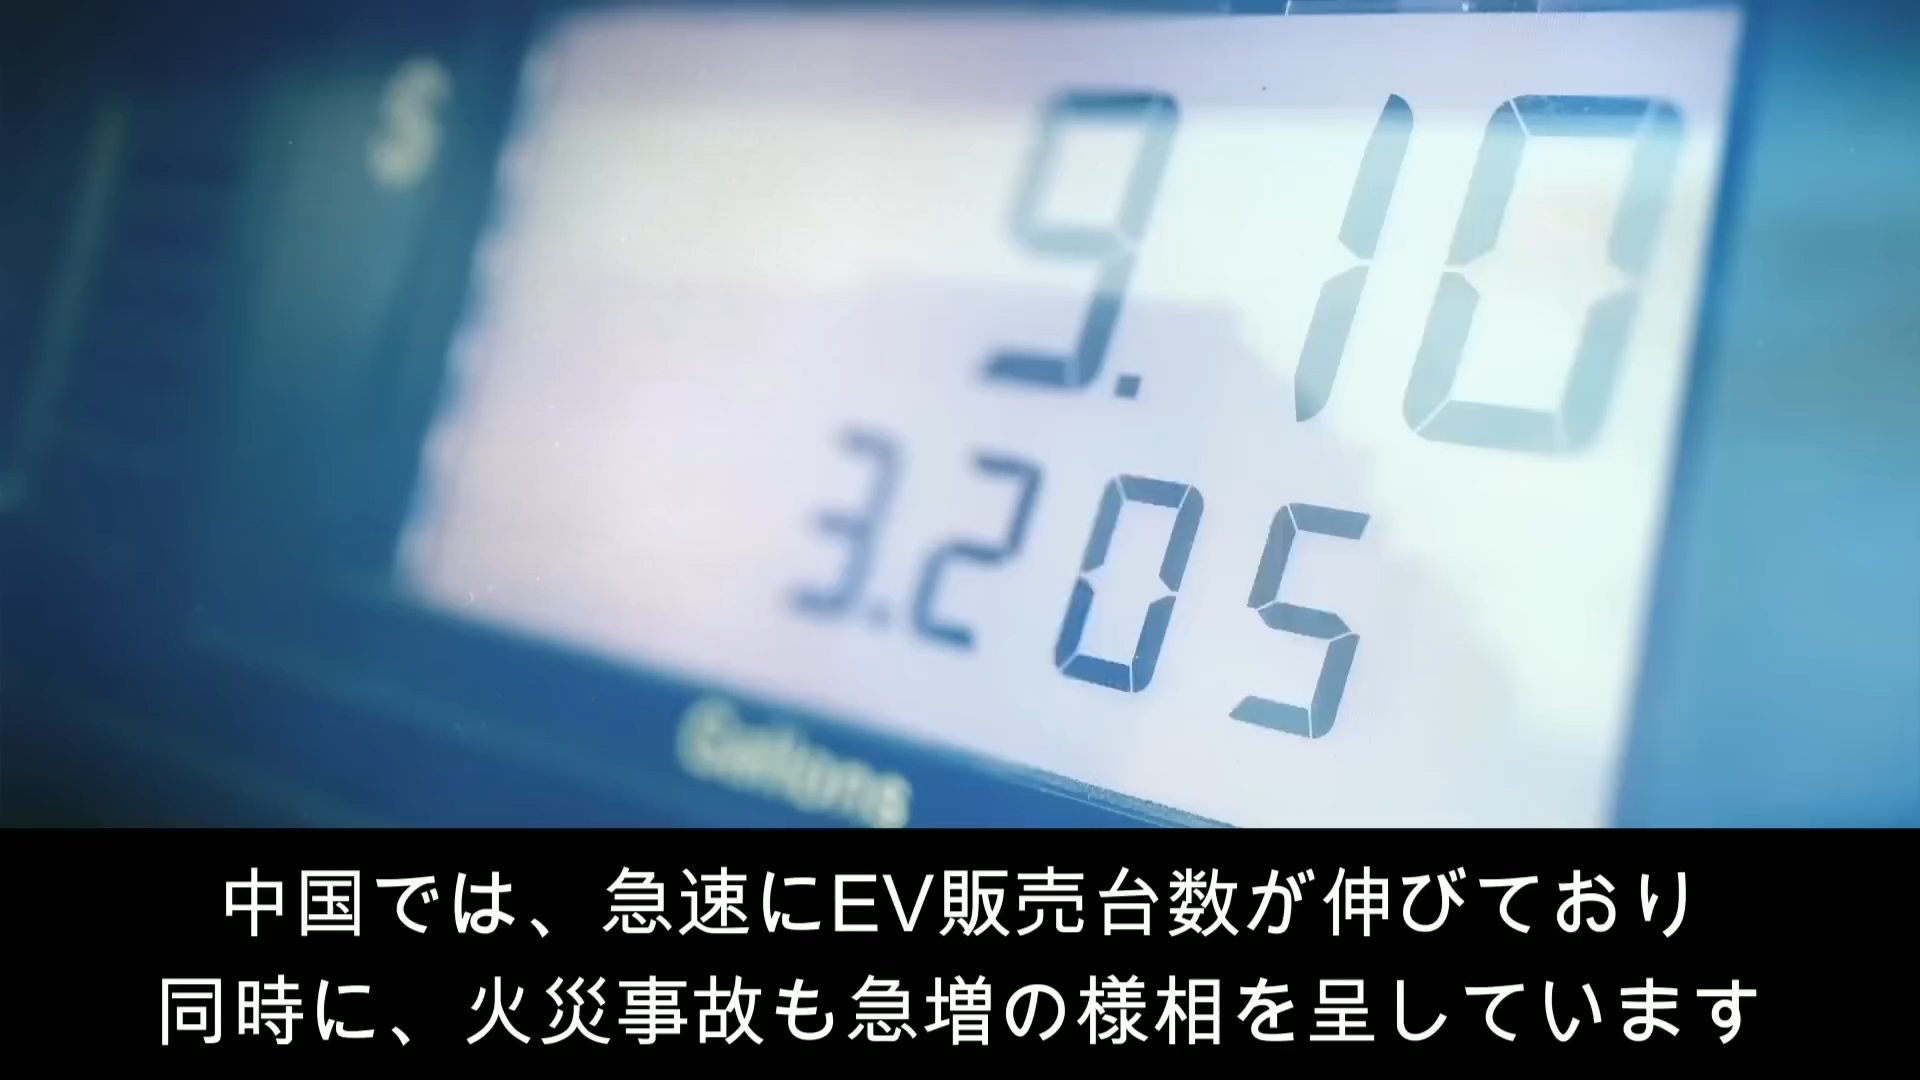 $
9.10
3.205
Gallons
中国では、急速にEV販売台数が伸びており
同時に、火災事故も急増の様相を呈しています